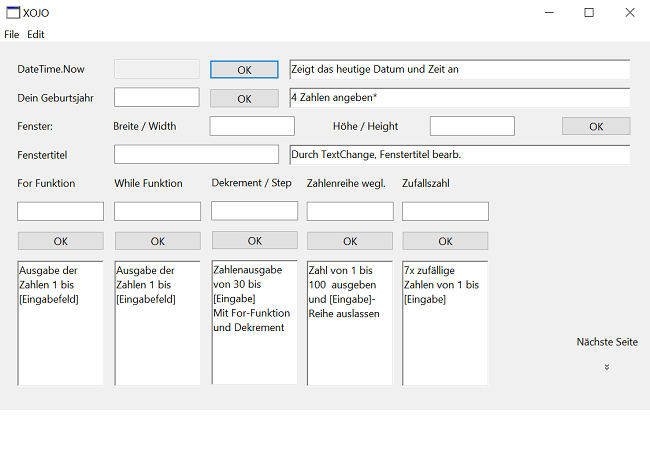 XOJO
File Edit
DateTime.Now OK Zeigt das heutige Datum und Zeit an
Dein Geburtsjahr OK 4 Zahlen angeben*
Fenster: Breite / Width Höhe / Height OK
Fenstertitel Durch TextChange, Fenstertitel bearb.
For Funktion While Funktion Dekrement / Step Zahlenreihe wegl. Zufallszahl
OK OK OK OK OK
Ausgabe der
Zahlen 1 bis
[Eingabefeld]
Ausgabe der
Zahlen 1 bis
[Eingabefeld]
Zahlenausgabe
von 30 bis
[Eingabe]
Mit For-Funktion
und Dekrement
Zahl von 1 bis
100 ausgeben
und [Eingabe]-
Reihe auslassen
7x zufällige
Zahlen von 1 bis
[Eingabe]
Nächste Seite